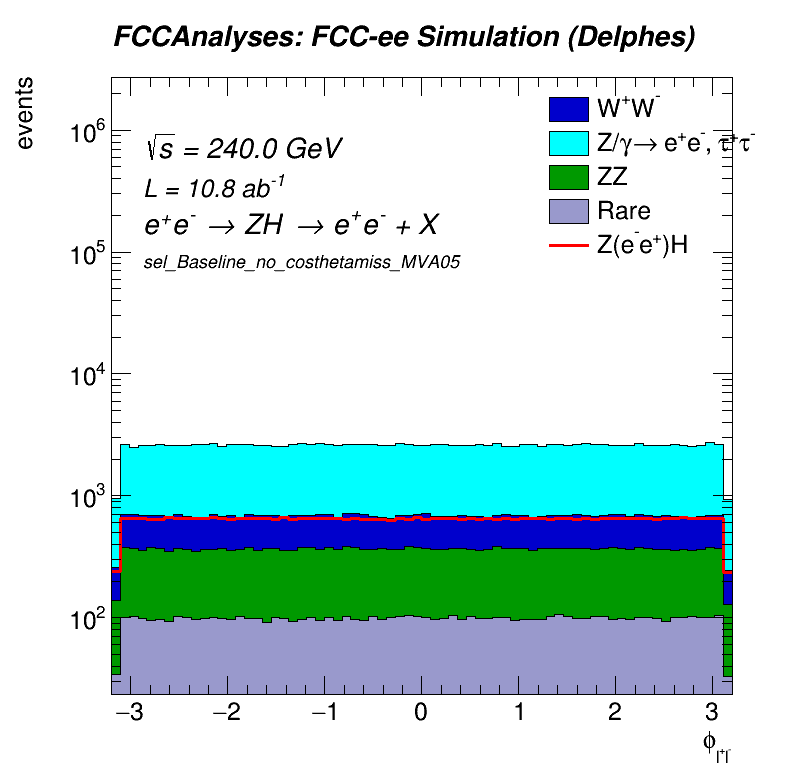 FCCAnalyses: FCC-ee Simulation (Delphes)
events
√s = 240.0 GeV
L = 10.8 ab⁻¹
e⁺e⁻ → ZH → e⁺e⁻ + X
sel_Baseline_no_costhetamiss_MVA05
W⁺W⁻
Z/γ→ e⁺e⁻, τ⁺τ⁻
ZZ
Rare
Z(e⁻e⁺)H
10⁶
10⁵
10⁴
10³
10²
−3 −2 −1 0 1 2 3
ϕ_l⁺l⁻